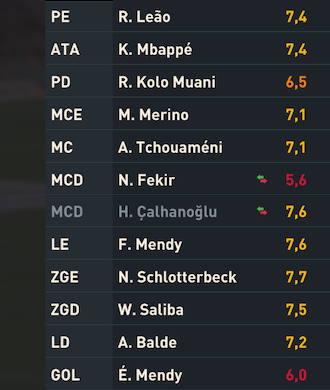 PE R. Leão 7,4
ATA K. Mbappé 7,4
PD R. Kolo Muani 6,5
MCE M. Merino 7,1
MC A. Tchouaméni 7,1
MCD N. Fekir 5,6
MCD H. Çalhanoğlu 7,6
LE F. Mendy 7,6
ZGE N. Schlotterbeck 7,7
ZGD W. Saliba 7,5
LD A. Balde 7,2
GOL É. Mendy 6,0